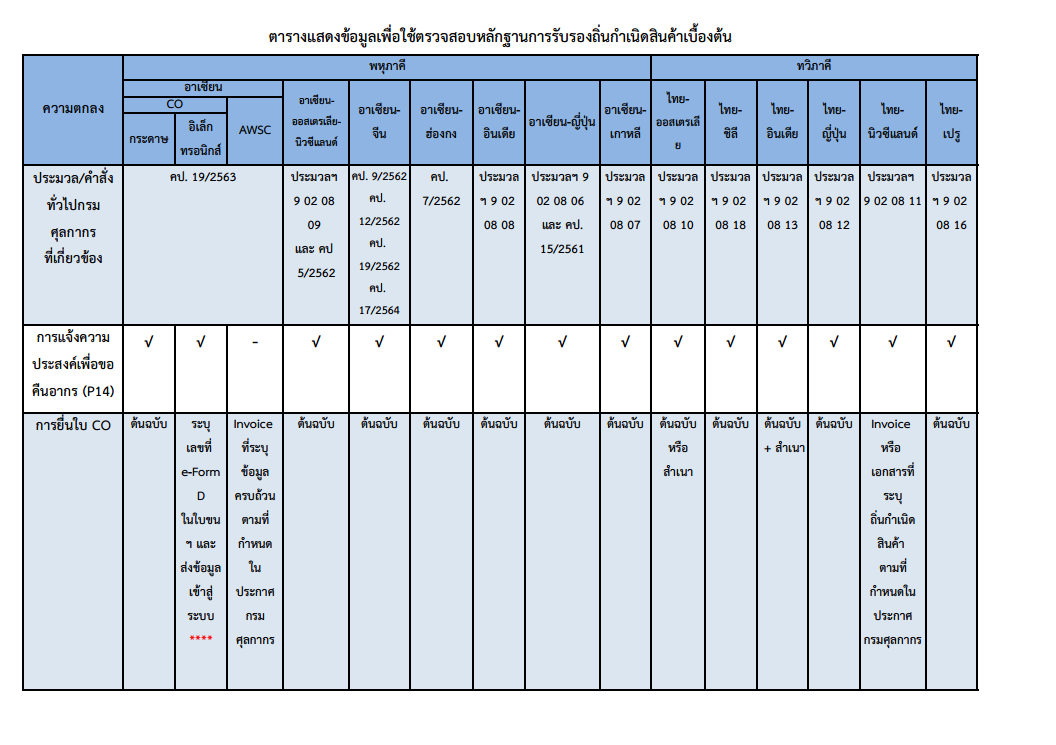 ตารางแสดงข้อมูลเพื่อใช้ตรวจสอบหลักฐานการรับรองถิ่นกำเนิดสินค้าเบื้องต้น
ความตกลง
พหุภาคี
ทวิภาคี
อาเซียน
CO
กระดาษ
อิเล็ก
ทรอนิกส์
AWSC
อาเซียน-
ออสเตรเลีย-
นิวซีแลนด์
อาเซียน-
จีน
อาเซียน-
ฮ่องกง
อาเซียน-
อินเดีย
อาเซียน-ญี่ปุ่น
อาเซียน-
เกาหลี
ไทย-
ออสเตรเลี
ย
ไทย-
ชิลี
ไทย-
อินเดีย
ไทย-
ญี่ปุ่น
ไทย-
นิวซีแลนด์
ไทย-
เปรู
ประมวล/คำสั่ง
ทั่วไปกรม
ศุลกากร
ที่เกี่ยวข้อง
คป. 19/2563
ประมวลฯ
9 02 08
09
และ คป
5/2562
คป. 9/2562
คป.
12/2562
คป.
19/2562
คป.
17/2564
คป.
7/2562
ประมวล
ฯ 9 02
08 08
ประมวลฯ 9
02 08 06
และ คป.
15/2561
ประมวล
ฯ 9 02
08 07
ประมวล
ฯ 9 02
08 10
ประมวล
ฯ 9 02
08 18
ประมวล
ฯ 9 02
08 13
ประมวล
ฯ 9 02
08 12
ประมวลฯ
9 02 08 11
ประมวล
ฯ 9 02
08 16
การแจ้งความ
ประสงค์เพื่อขอ
คืนอากร (P14)
√
√
-
√
√
√
√
√
√
√
√
√
√
√
√
การยื่นใบ CO
ต้นฉบับ
ระบุ
เลขที่
e-Form
D
ในใบขน
ฯ และ
ส่งข้อมูล
เข้าสู่
ระบบ
****
Invoice
ที่ระบุ
ข้อมูล
ครบถ้วน
ตามที่
กำหนด
ใน
ประกาศ
กรม
ศุลกากร
ต้นฉบับ
ต้นฉบับ
ต้นฉบับ
ต้นฉบับ
ต้นฉบับ
ต้นฉบับ
ต้นฉบับ
หรือ
สำเนา
ต้นฉบับ
ต้นฉบับ
+ สำเนา
ต้นฉบับ
Invoice
หรือ
เอกสารที่
ระบุ
ถิ่นกำเนิด
สินค้า
ตามที่
กำหนดใน
ประกาศ
กรมศุลกากร
ต้นฉบับ